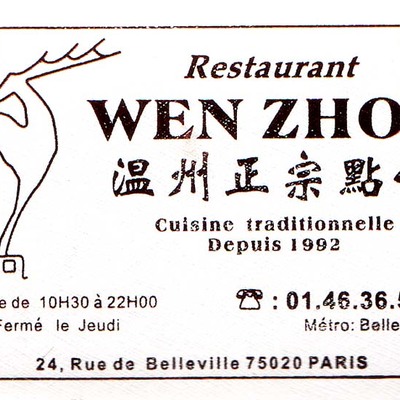 Restaurant
WEN ZHO
温州正宗點
Cuisine traditionnelle
Depuis 1992
e de 10H30 à 22H00
☎ : 01.46.36.5
Fermé le Jeudi
Métro: Belle
24, Rue de Belleville 75020 PARIS